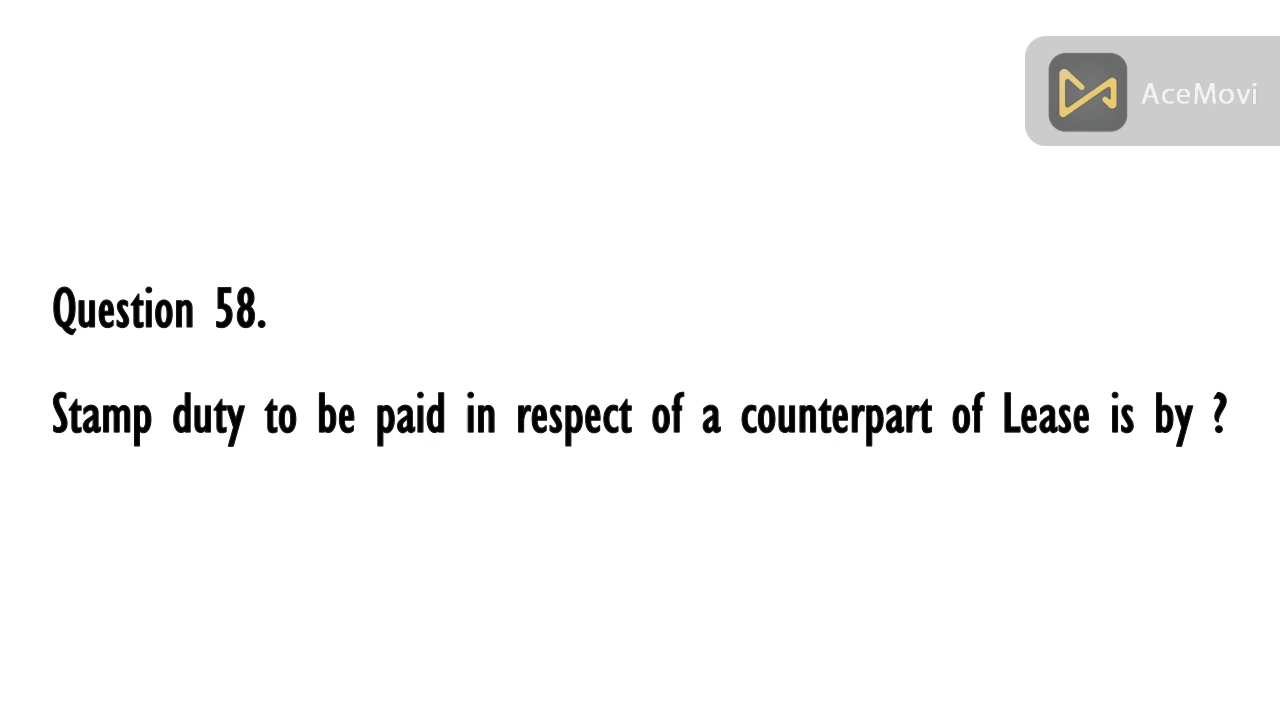 AceMovi
Question 58.
Stamp duty to be paid in respect of a counterpart of Lease is by ?